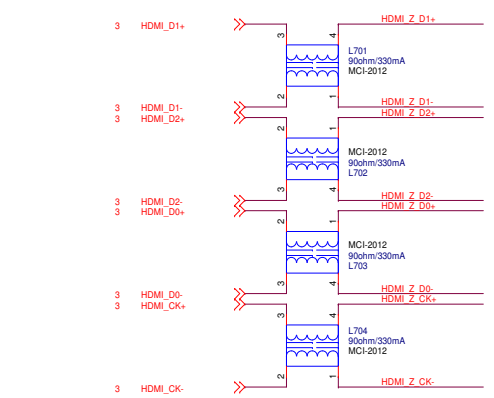 3 HDMI_D1+ HDMI_Z_D1+
3 4
L701
90ohm/330mA
MCI-2012
2 1
3 HDMI_D1- HDMI_Z_D1-
3 HDMI_D2+ HDMI_Z_D2+
2 1
MCI-2012
90ohm/330mA
L702
3 4
3 HDMI_D2- HDMI_Z_D2-
3 HDMI_D0+ HDMI_Z_D0+
2 1
MCI-2012
90ohm/330mA
L703
3 4
3 HDMI_D0- HDMI_Z_D0-
3 HDMI_CK+ HDMI_Z_CK+
3 4
L704
90ohm/330mA
MCI-2012
2 1
3 HDMI_CK- HDMI_Z_CK-